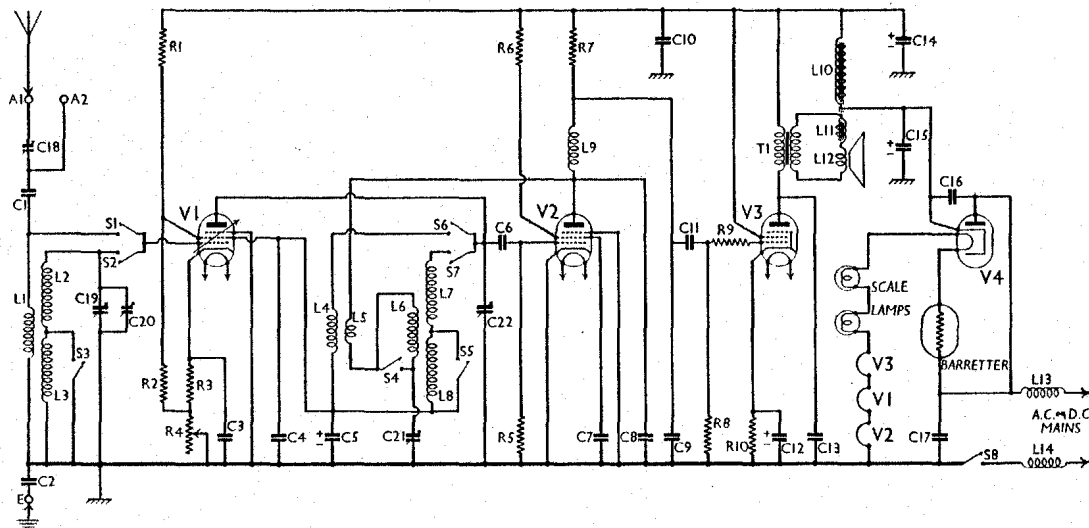 R1
R6
R7
C10
C14
L10
A1
A2
C18
L9
T1
L11
L12
C15
C1
C16
S1
S2
V1
S6
S7
C6
V2
C11
R9
V3
V4
L2
L1
C19
C20
L4
L5
L6
L7
C22
SCALE
LAMPS
S3
L3
R2
R3
S4
L8
S5
BARRETTER
V3
V1
V2
L13
A.C. or D.C.
MAINS
R4
C3
C4
C5
C21
R5
C7
C8
C9
R8
R10
C12
C13
C17
L14
S8
C2
E